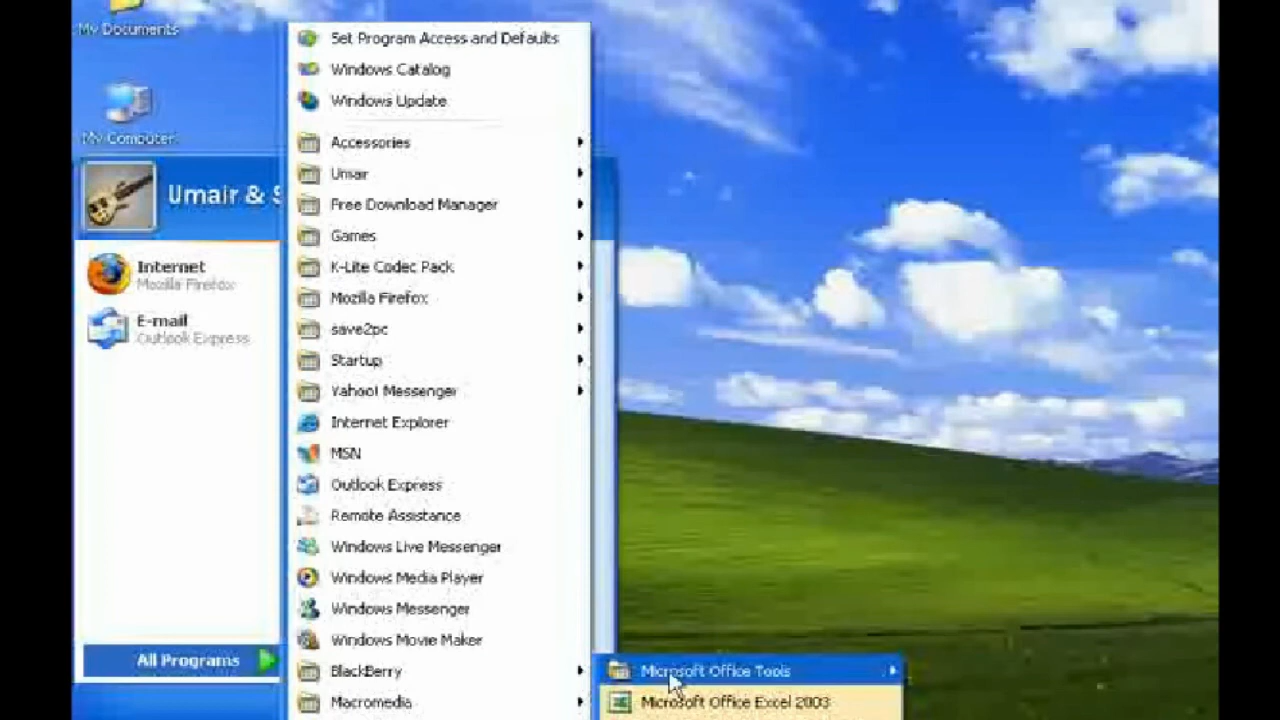 My Documents
My Computer
Umair & S
Internet
Mozilla Firefox
E-mail
Outlook Express
All Programs
Set Program Access and Defaults
Windows Catalog
Windows Update
Accessories
Umair
Free Download Manager
Games
K-Lite Codec Pack
Mozilla Firefox
save2pc
Startup
Yahoo! Messenger
Internet Explorer
MSN
Outlook Express
Remote Assistance
Windows Live Messenger
Windows Media Player
Windows Messenger
Windows Movie Maker
BlackBerry
Macromedia
Microsoft Office Tools
Microsoft Office Excel 2003